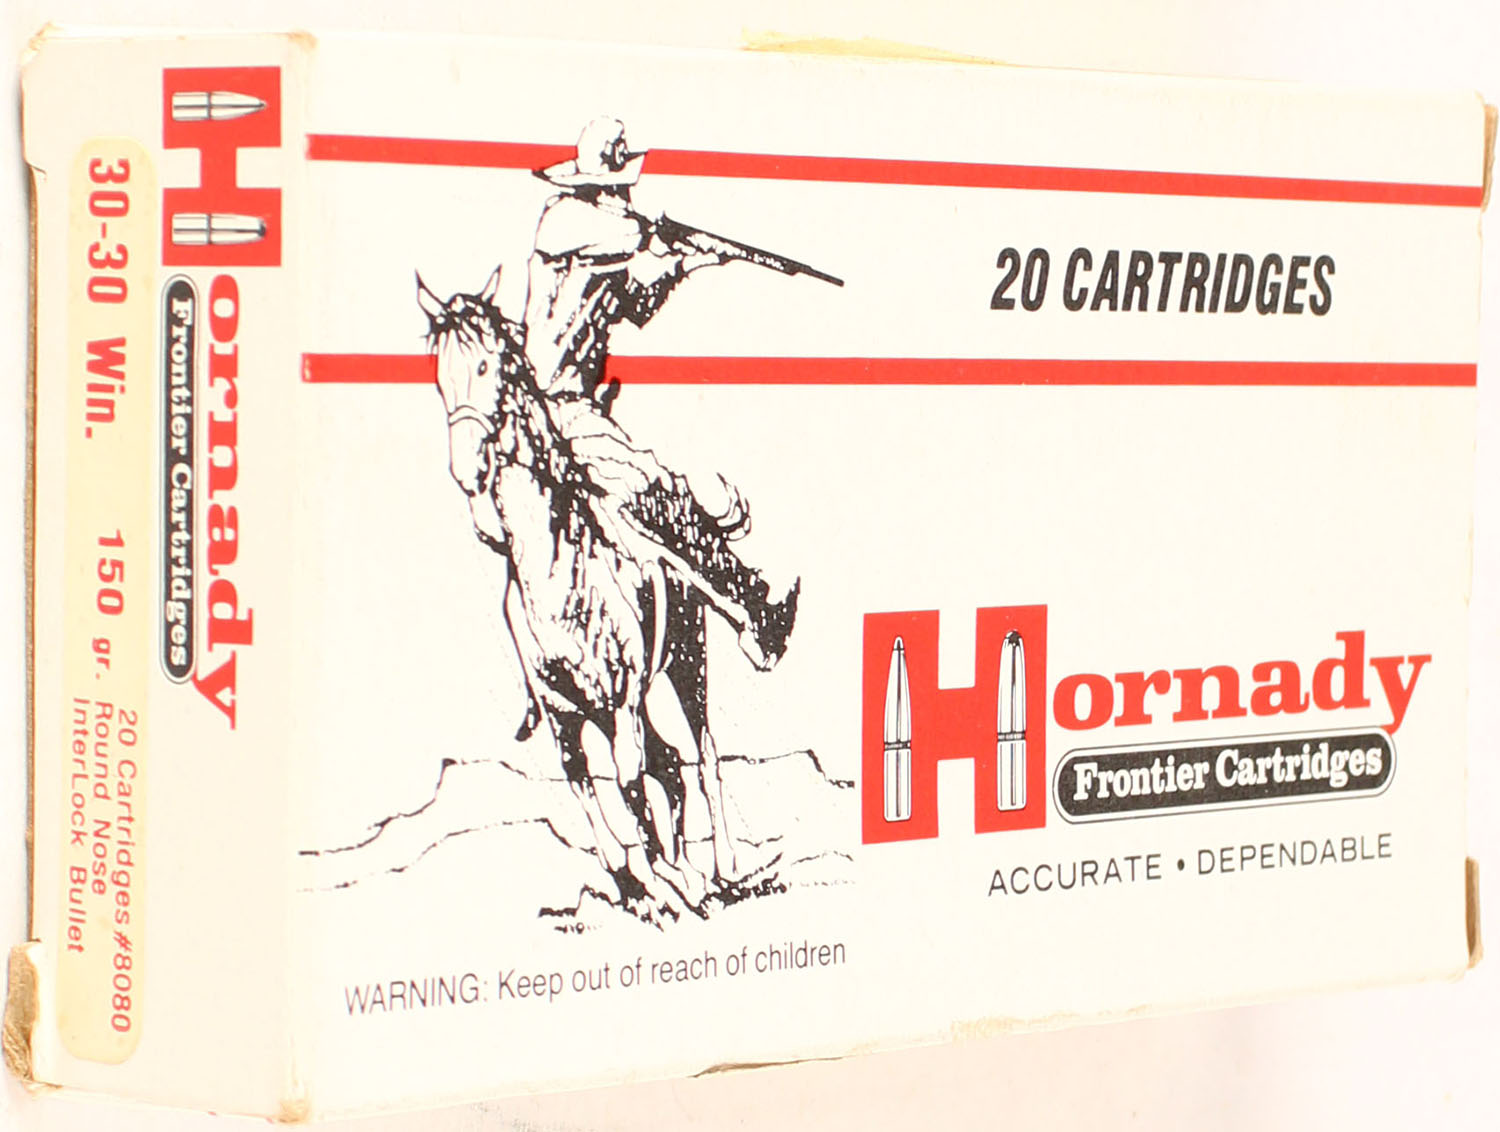 Hornady
Frontier Cartridges
30-30 Win. 150 gr.
20 Cartridges #8080
Round Nose
InterLock Bullet
20 CARTRIDGES
Hornady
Frontier Cartridges
ACCURATE • DEPENDABLE
WARNING: Keep out of reach of children